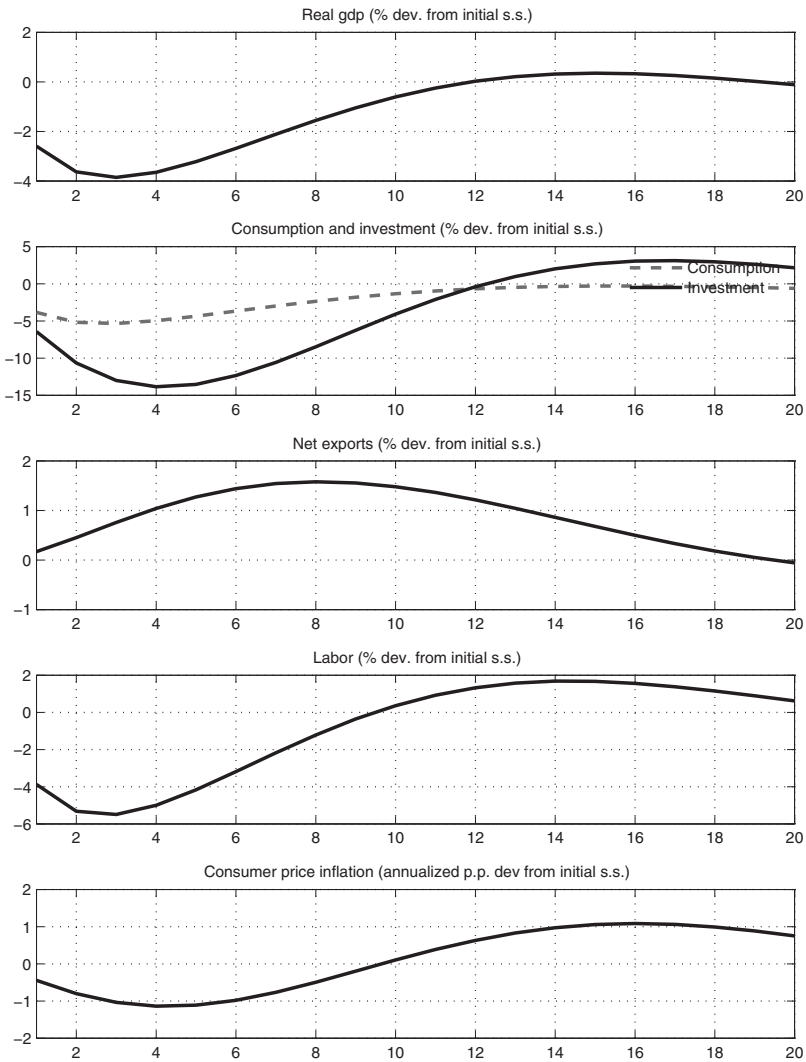 Real gdp (% dev. from initial s.s.)
2
0
−2
−4
2 4 6 8 10 12 14 16 18 20
Consumption and investment (% dev. from initial s.s.)
5
0
−5
−10
−15
Consumption
Investment
2 4 6 8 10 12 14 16 18 20
Net exports (% dev. from initial s.s.)
2
1
0
−1
2 4 6 8 10 12 14 16 18 20
Labor (% dev. from initial s.s.)
2
0
−2
−4
−6
2 4 6 8 10 12 14 16 18 20
Consumer price inflation (annualized p.p. dev from initial s.s.)
2
1
0
−1
−2
2 4 6 8 10 12 14 16 18 20